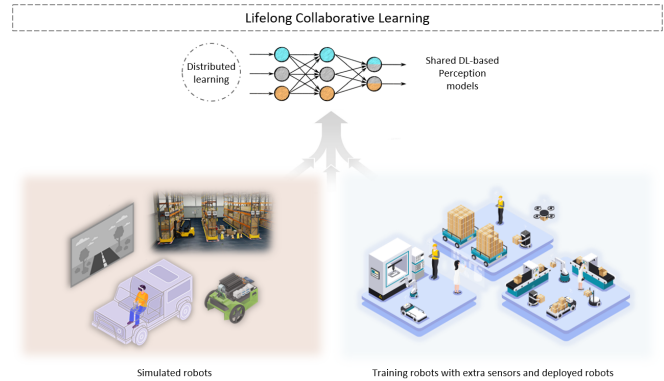 Lifelong Collaborative Learning
Distributed
learning
Shared DL-based
Perception
models
Simulated robots
Training robots with extra sensors and deployed robots